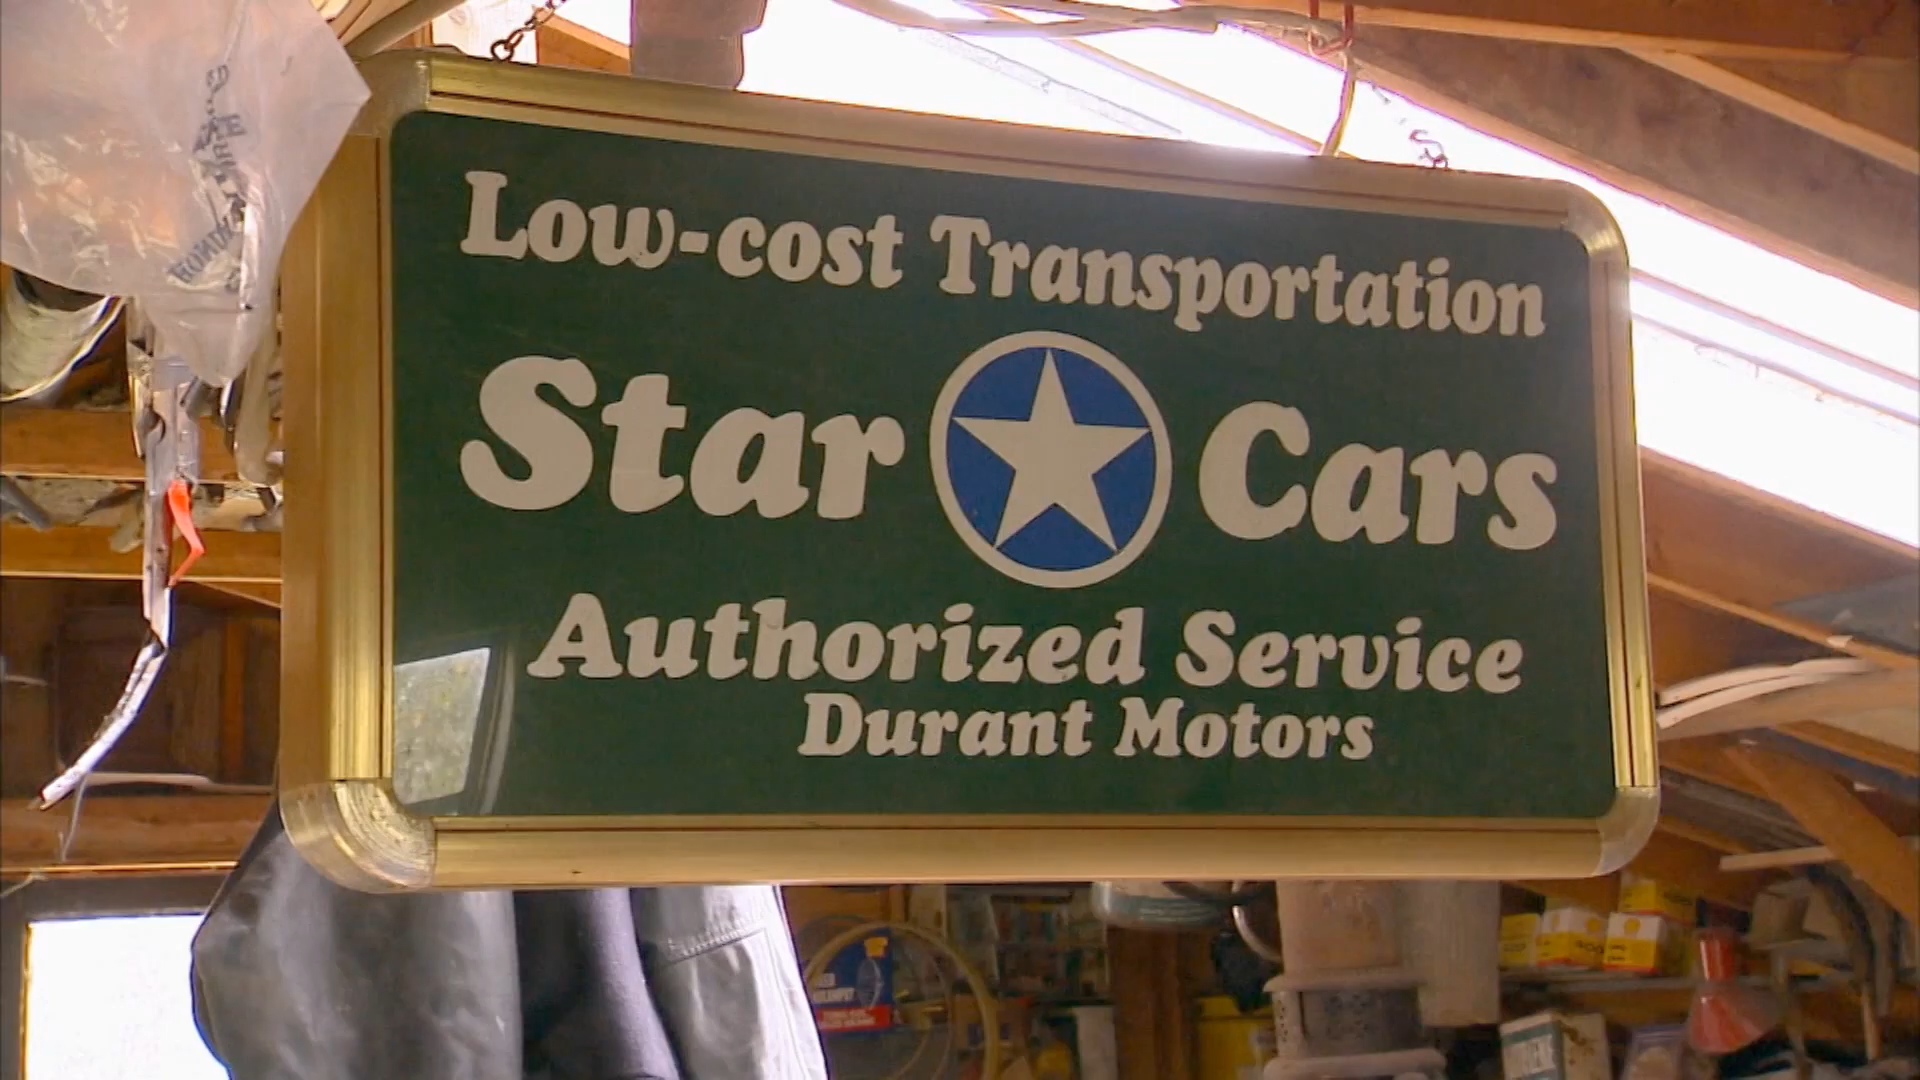 Low-cost Transportation
Star Cars
Authorized Service
Durant Motors